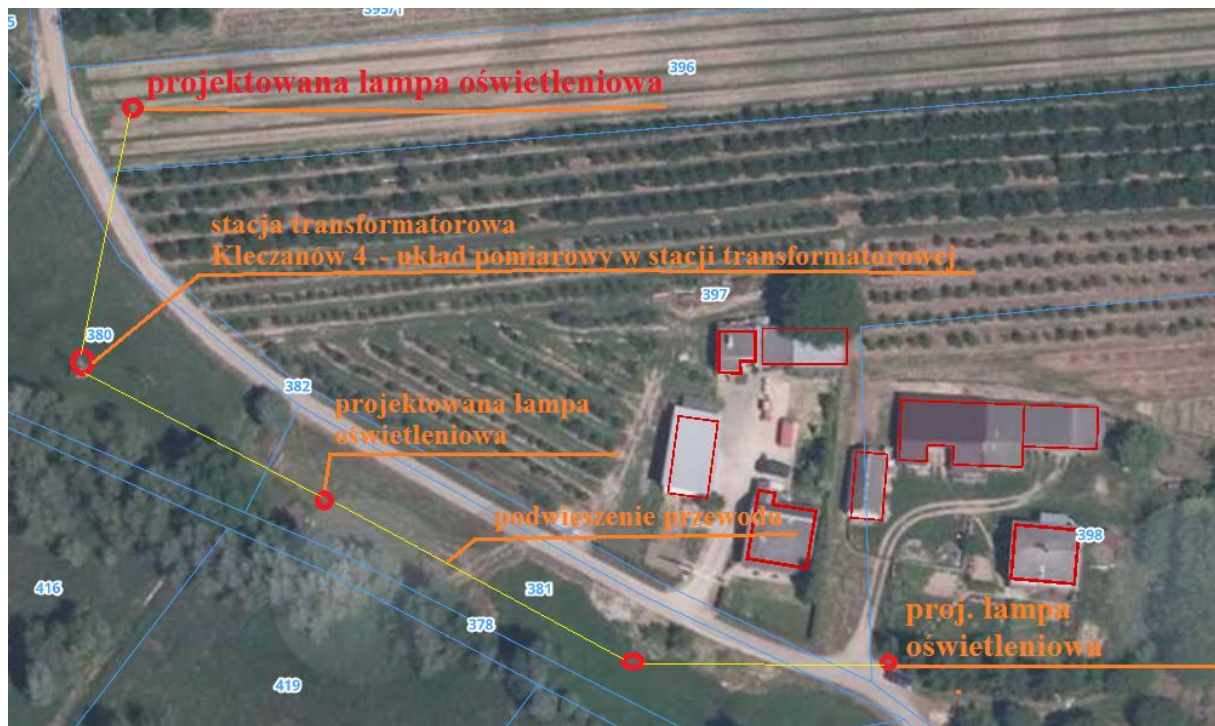 395/1
396
projektowana lampa oświetleniowa
stacja transformatorowa
Kleczanów 4 - układ pomiarowy w stacji transformatorowej
397
380
382
projektowana lampa
oświetleniowa
podwieszenie przewodu
398
416
381
378
proj. lampa
oświetleniowa
419